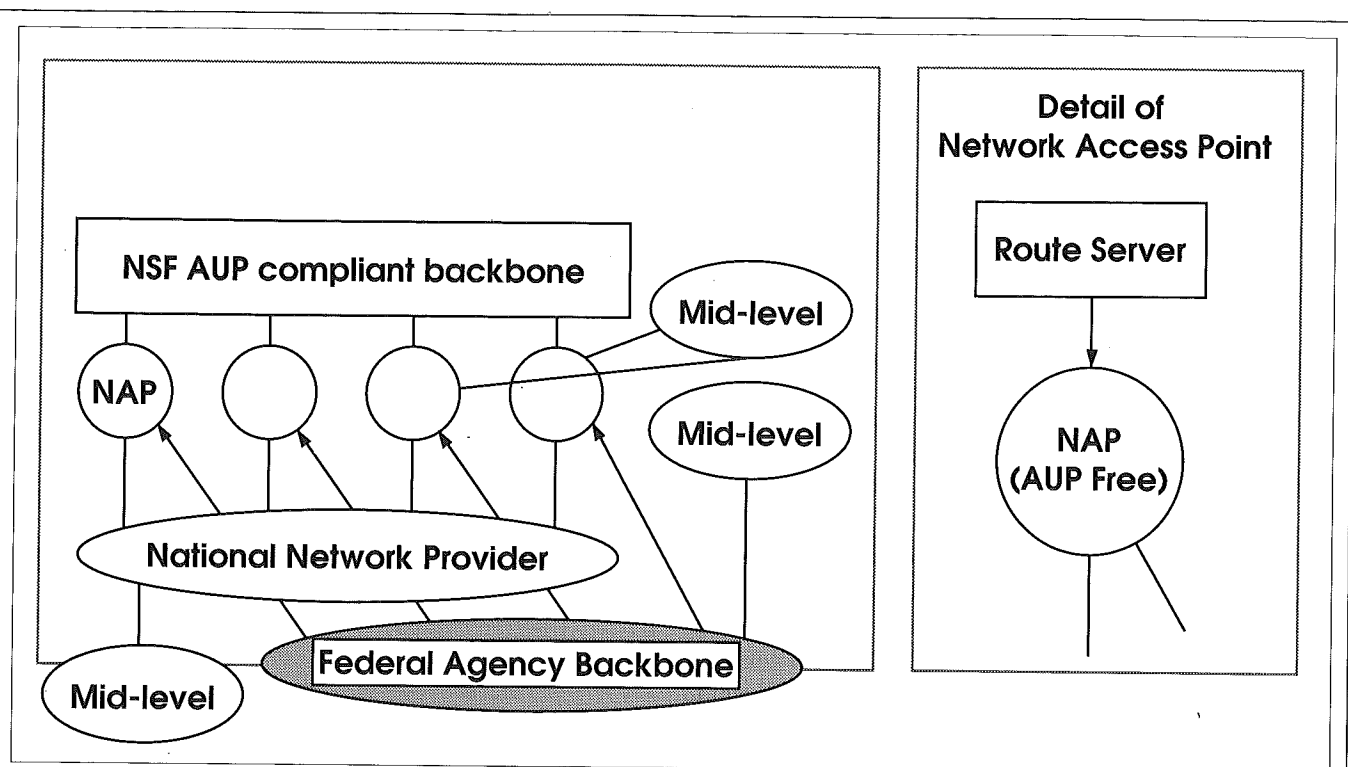 NSF AUP compliant backbone
Mid-level
NAP
Mid-level
National Network Provider
Federal Agency Backbone
Mid-level
Detail of
Network Access Point
Route Server
NAP
(AUP Free)